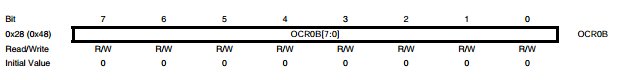 Bit 7 6 5 4 3 2 1 0
0x28 (0x48) OCR0B[7:0] OCR0B
Read/Write R/W R/W R/W R/W R/W R/W R/W R/W
Initial Value 0 0 0 0 0 0 0 0